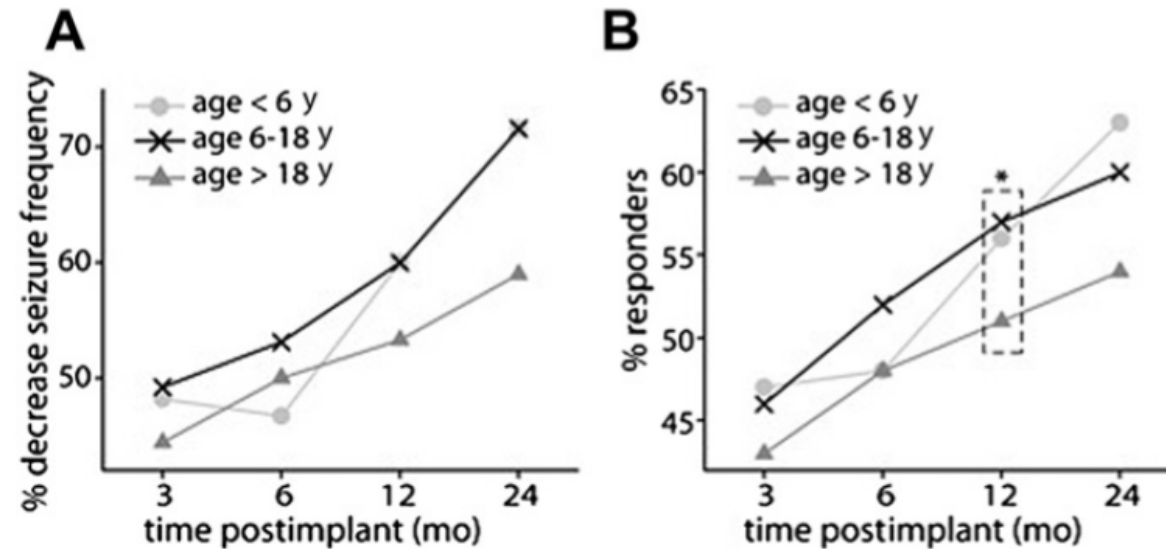 A
% decrease seizure frequency
70
60
50
age < 6 y
age 6-18 y
age > 18 y
3 6 12 24
time postimplant (mo)
B
% responders
65
60
55
50
45
age < 6 y
age 6-18 y
age > 18 y
*
3 6 12 24
time postimplant (mo)